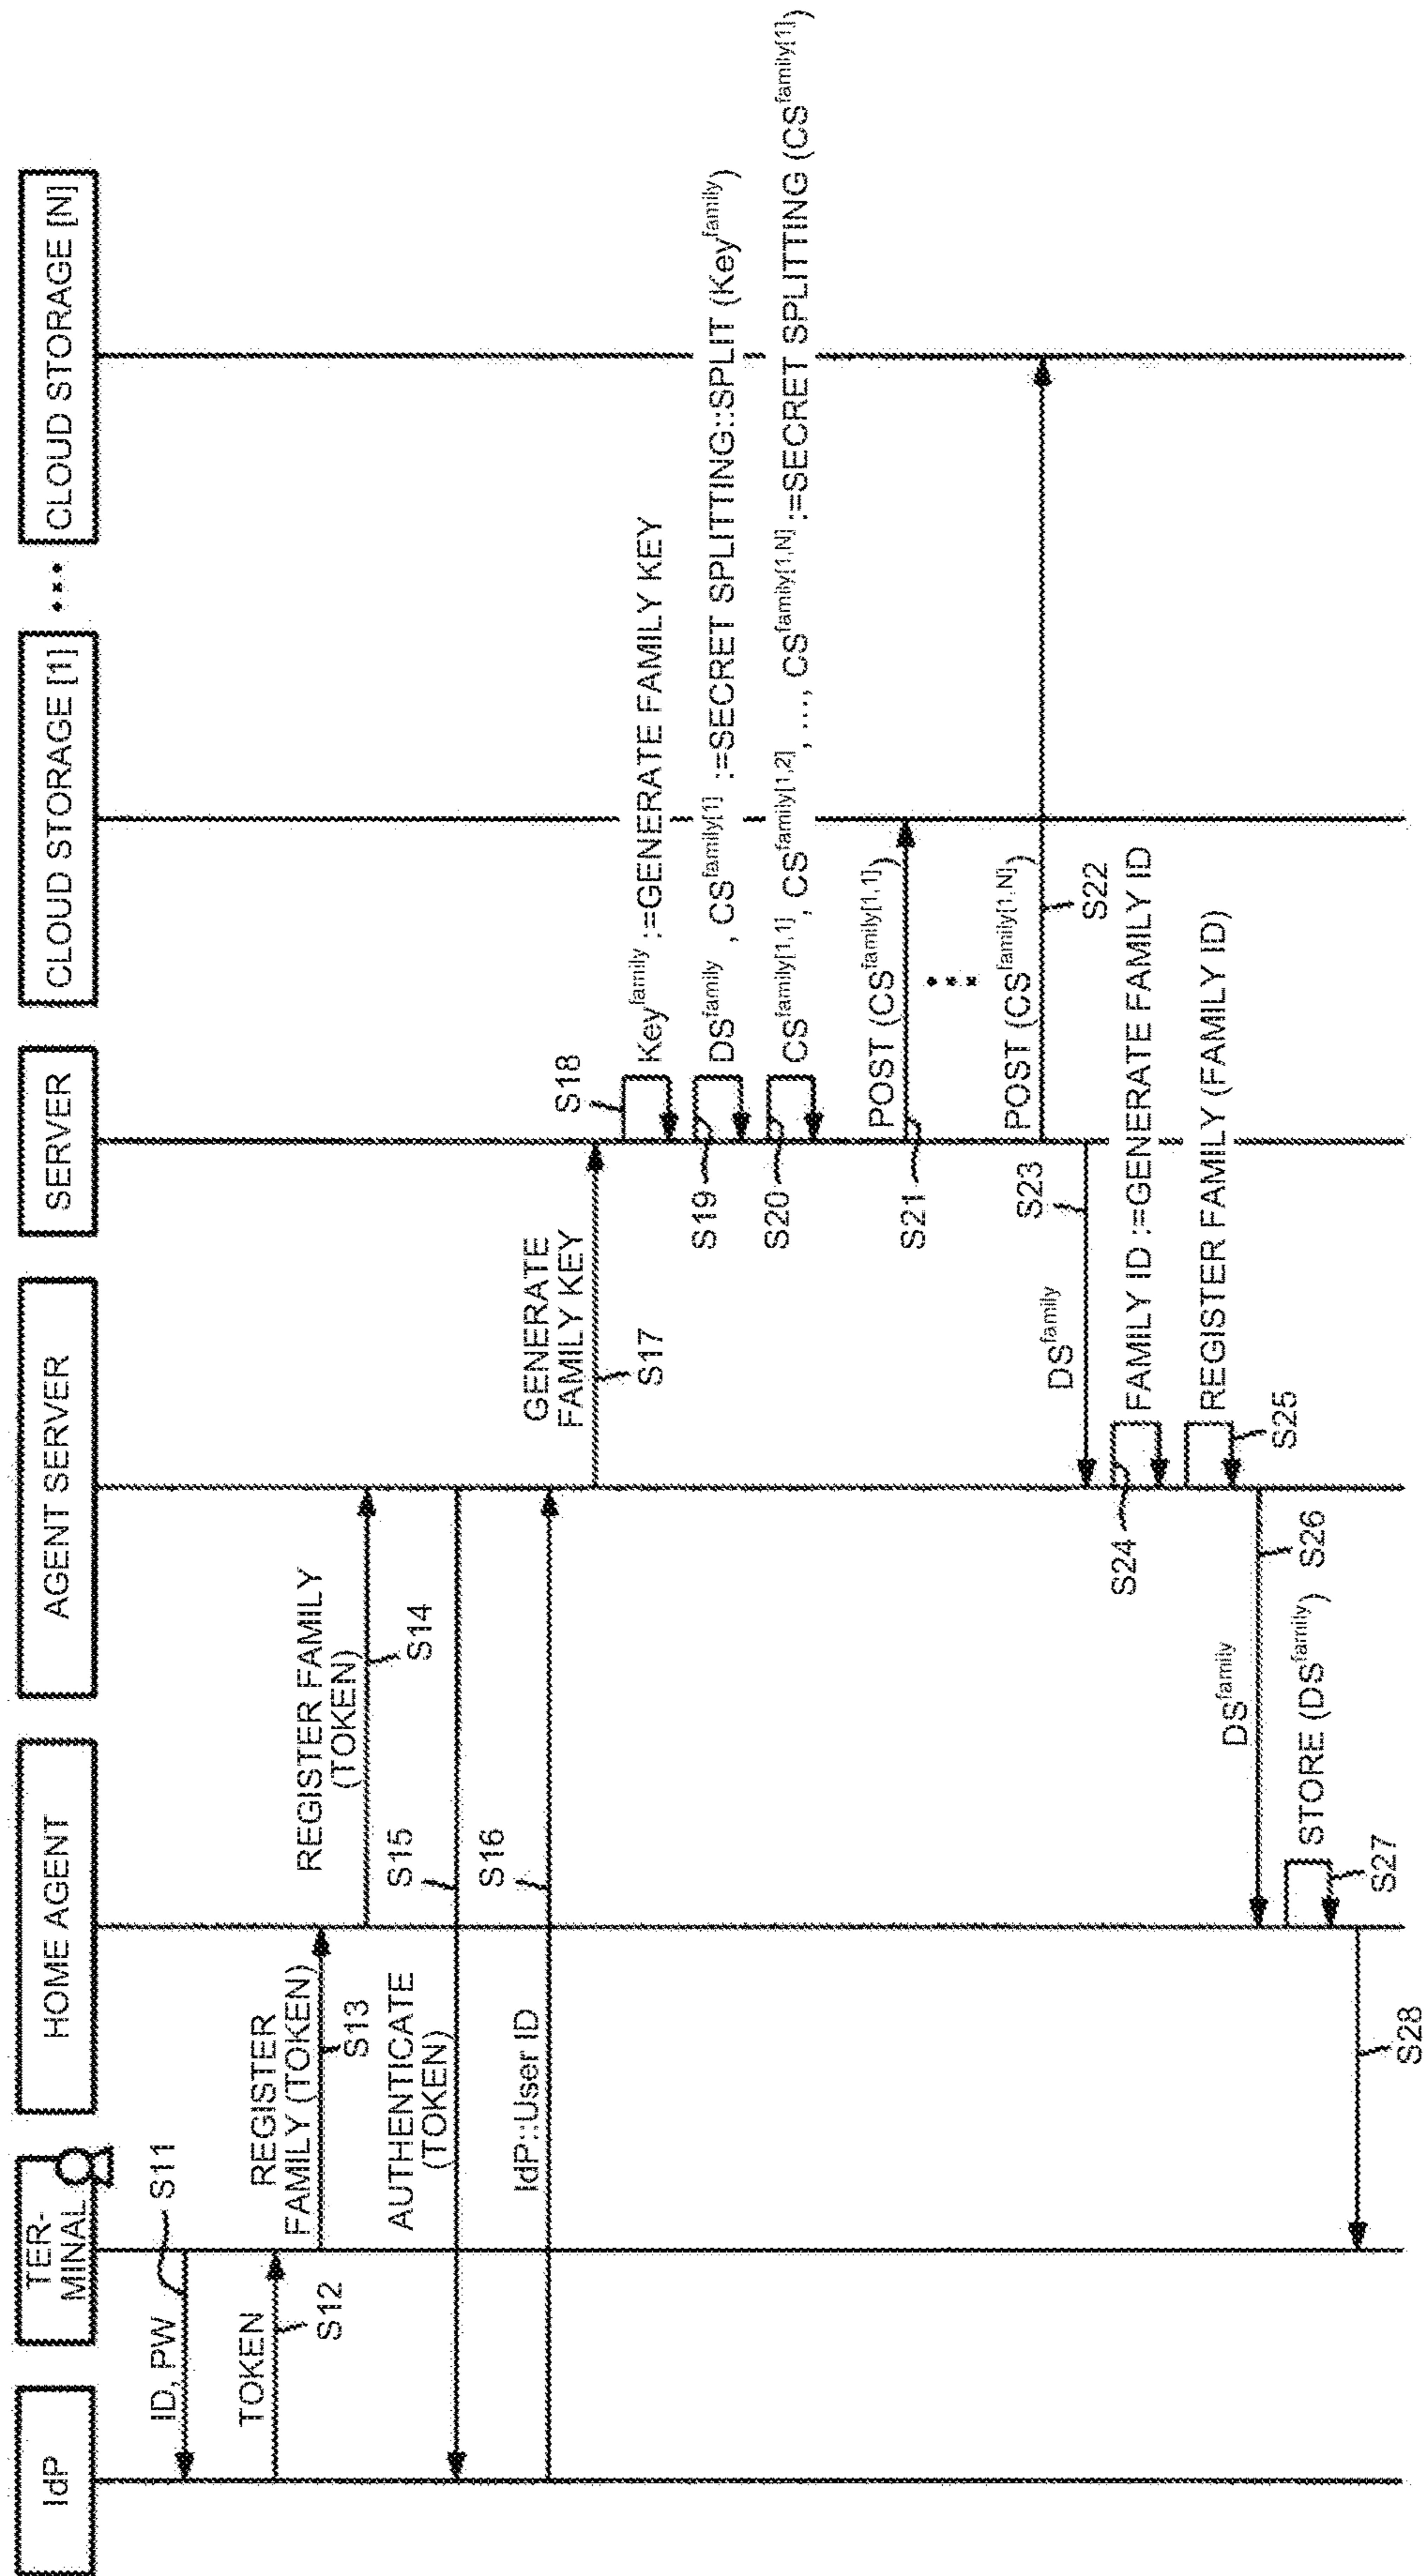 IdP
TER-
MINAL
HOME AGENT
AGENT SERVER
SERVER
CLOUD STORAGE [1]
•••
CLOUD STORAGE [N]
ID, PW
S11
TOKEN
S12
REGISTER
FAMILY (TOKEN)
S13
REGISTER FAMILY
(TOKEN)
S14
AUTHENTICATE
(TOKEN)
S15
IdP::User ID
S16
GENERATE
FAMILY KEY
S17
S18
Key^family :=GENERATE FAMILY KEY
S19
DS^family , CS^family[1] :=SECRET SPLITTING::SPLIT (Key^family)
S20
CS^family[1,1], CS^family[1,2] , ..., CS^family[1,N] :=SECRET SPLITTING (CS^family[1])
POST (CS^family[1,1])
S21
•••
POST (CS^family[1,N])
S22
S23
DS^family
S24
FAMILY ID :=GENERATE FAMILY ID
REGISTER FAMILY (FAMILY ID)
S25
DS^family
S26
STORE (DS^family)
S27
S28